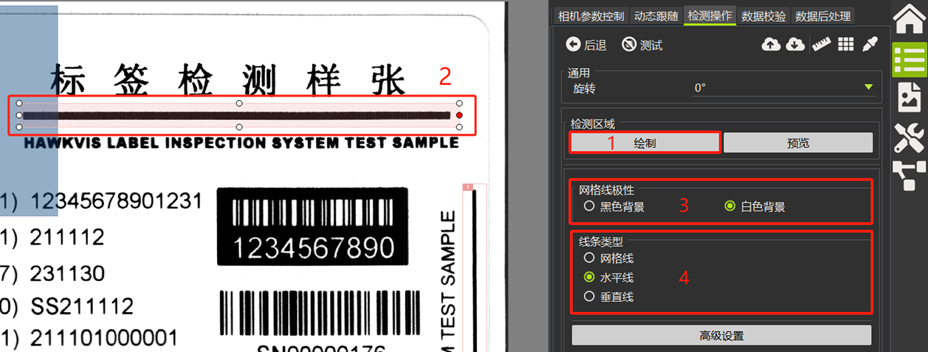 标签检测样张
2
HAWKVIS LABEL INSPECTION SYSTEM TEST SAMPLE
1) 12345678901231
1) 211112
7) 231130
0) SS211112
1) 211101000001
1234567890
SN00000176
1
M TEST SAMPLE
相机参数控制 动态跟随 检测操作 数据校验 数据后处理
后退 测试
通用
旋转 0°
检测区域
1 绘制 预览
网格线极性
黑色背景 3 白色背景
线条类型
网格线
水平线 4
垂直线
高级设置